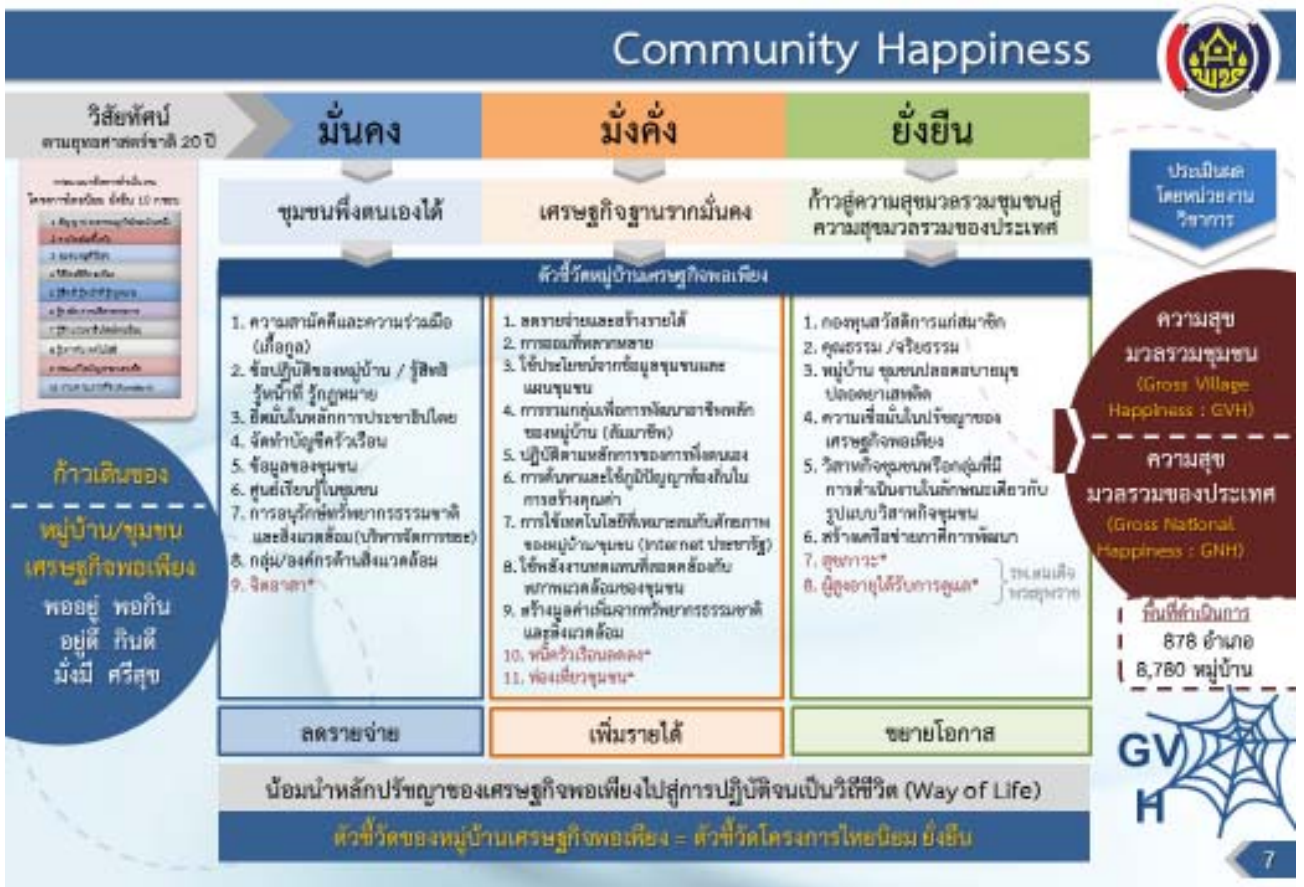 Community Happiness
พช
วิสัยทัศน์
ตามยุทธศาสตร์ชาติ 20 ปี
มั่นคง
มั่งคั่ง
ยั่งยืน
ชุมชนพึ่งตนเองได้
เศรษฐกิจฐานรากมั่นคง
ก้าวสู่ความสุขมวลรวมชุมชนสู่
ความสุขมวลรวมของประเทศ
ประเมินผล
โดยหน่วยงาน
วิชาการ
ตัวชี้วัดหมู่บ้านเศรษฐกิจพอเพียง
1. ความสามัคคีและความร่วมมือ
(เกื้อกูล)
2. ข้อปฏิบัติของหมู่บ้าน / รู้สิทธิ
รู้หน้าที่ รู้กฎหมาย
3. ยึดมั่นในหลักการประชาธิปไตย
4. จัดทำบัญชีครัวเรือน
5. ข้อมูลของชุมชน
6. ศูนย์เรียนรู้ในชุมชน
7. การอนุรักษ์ทรัพยากรธรรมชาติ
และสิ่งแวดล้อม(บริหารจัดการขยะ)
8. กลุ่ม/องค์กรด้านสิ่งแวดล้อม
9. จิตอาสา*
1. ลดรายจ่ายและสร้างรายได้
2. การออมที่หลากหลาย
3. ใช้ประโยชน์จากข้อมูลชุมชนและ
แผนชุมชน
4. การรวมกลุ่มเพื่อการพัฒนาอาชีพหลัก
ของหมู่บ้าน (สัมมาชีพ)
5. ปฏิบัติตามหลักการของการพึ่งตนเอง
6. การค้นหาและใช้ภูมิปัญญาท้องถิ่นใน
การสร้างคุณค่า
7. การใช้เทคโนโลยีที่เหมาะสมกับศักยภาพ
ของหมู่บ้าน/ชุมชน (Internet ประชารัฐ)
8. ใช้พลังงานทดแทนที่สอดคล้องกับ
สภาพแวดล้อมของชุมชน
9. สร้างมูลค่าเพิ่มจากทรัพยากรธรรมชาติ
และสิ่งแวดล้อม
10. หนี้ครัวเรือนลดลง*
11. ท่องเที่ยวชุมชน*
1. กองทุนสวัสดิการแก่สมาชิก
2. คุณธรรม /จริยธรรม
3. หมู่บ้าน ชุมชนปลอดอบายมุข
ปลอดยาเสพติด
4. ความเชื่อมั่นในปรัชญาของ
เศรษฐกิจพอเพียง
5. วิสาหกิจชุมชนหรือกลุ่มที่มี
การดำเนินงานในลักษณะเดียวกับ
รูปแบบวิสาหกิจชุมชน
6. สร้างเครือข่ายภาคีการพัฒนา
7. สุขภาวะ*
8. ผู้สูงอายุได้รับการดูแล*
รพ.สมเด็จ
พระยุพราช
ก้าวเดินของ
หมู่บ้าน/ชุมชน
เศรษฐกิจพอเพียง
พออยู่ พอกิน
อยู่ดี กินดี
มั่งมี ศรีสุข
ความสุข
มวลรวมชุมชน
(Gross Village
Happiness : GVH)
ความสุข
มวลรวมของประเทศ
(Gross National
Happiness : GNH)
พื้นที่ดำเนินการ
878 อำเภอ
8,780 หมู่บ้าน
GV
H
ลดรายจ่าย
เพิ่มรายได้
ขยายโอกาส
น้อมนำหลักปรัชญาของเศรษฐกิจพอเพียงไปสู่การปฏิบัติจนเป็นวิถีชีวิต (Way of Life)
ตัวชี้วัดของหมู่บ้านเศรษฐกิจพอเพียง = ตัวชี้วัดโครงการไทยนิยม ยั่งยืน
7